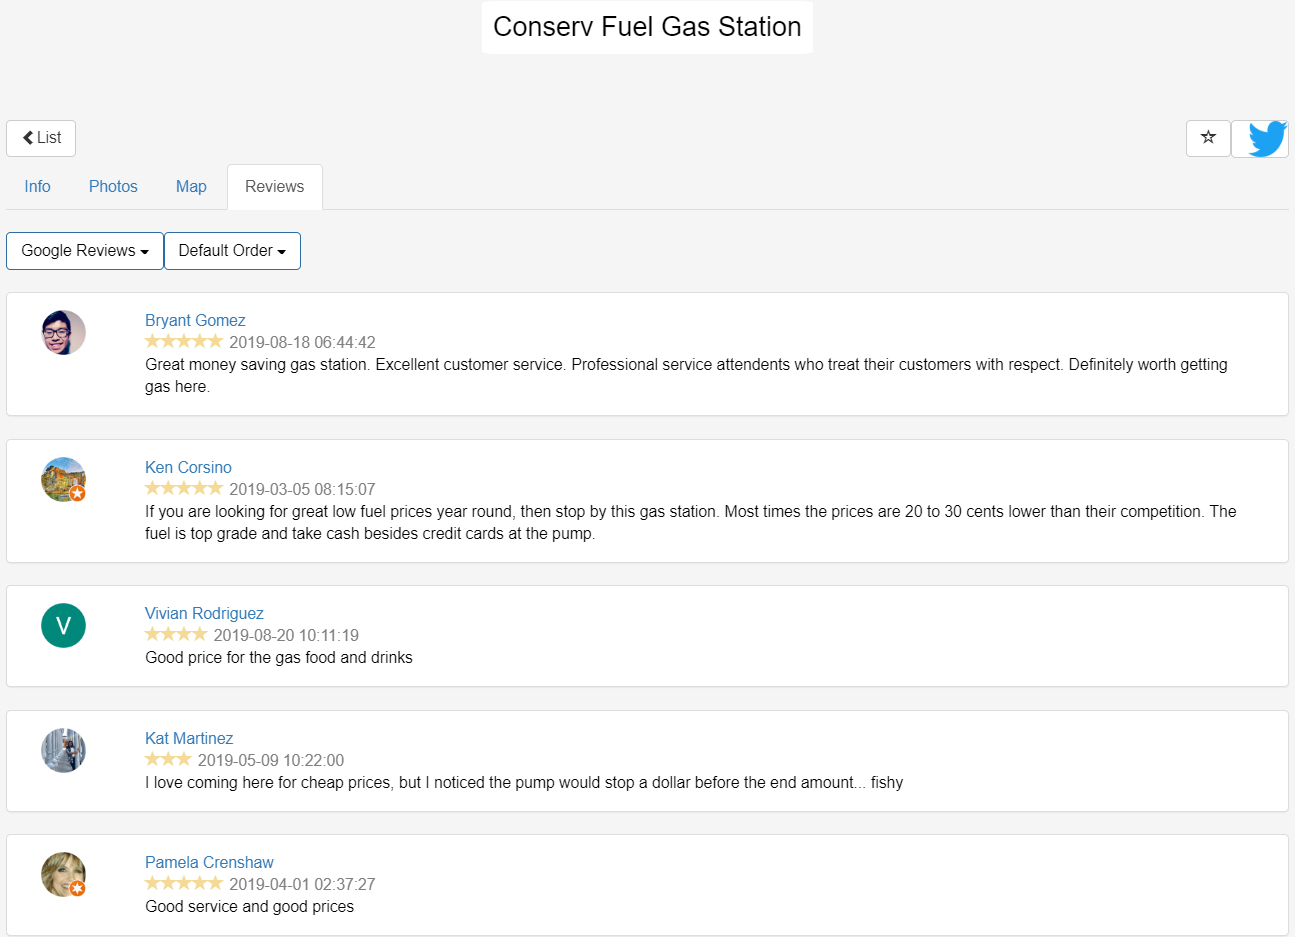 Conserv Fuel Gas Station
List
Info Photos Map Reviews
Google Reviews Default Order
Bryant Gomez
2019-08-18 06:44:42
Great money saving gas station. Excellent customer service. Professional service attendents who treat their customers with respect. Definitely worth getting
gas here.
Ken Corsino
2019-03-05 08:15:07
If you are looking for great low fuel prices year round, then stop by this gas station. Most times the prices are 20 to 30 cents lower than their competition. The
fuel is top grade and take cash besides credit cards at the pump.
V
Vivian Rodriguez
2019-08-20 10:11:19
Good price for the gas food and drinks
Kat Martinez
2019-05-09 10:22:00
I love coming here for cheap prices, but I noticed the pump would stop a dollar before the end amount... fishy
Pamela Crenshaw
2019-04-01 02:37:27
Good service and good prices